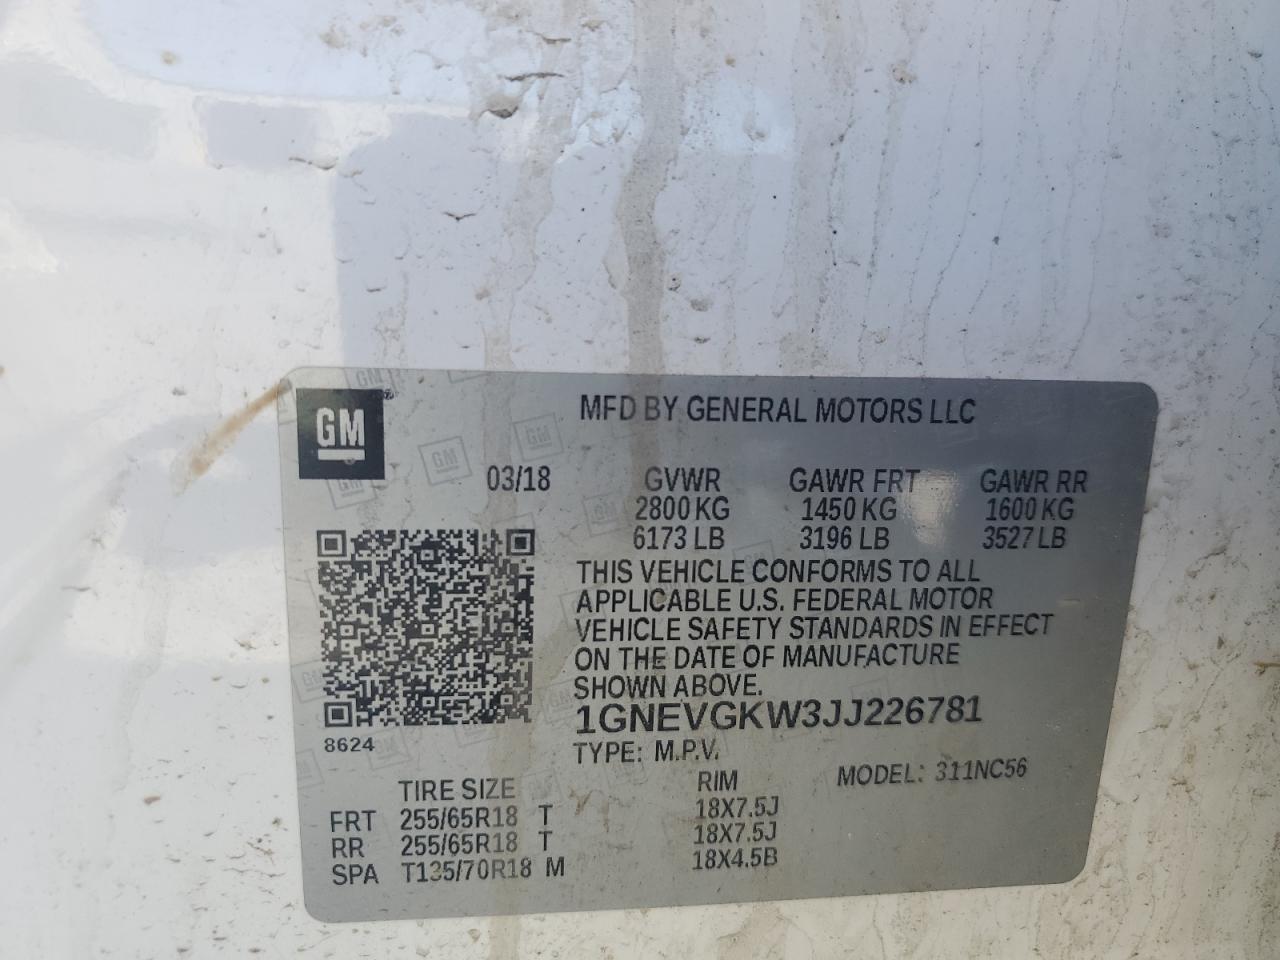 GM
MFD BY GENERAL MOTORS LLC
03/18 GVWR GAWR FRT GAWR RR
2800 KG 1450 KG 1600 KG
6173 LB 3196 LB 3527 LB
THIS VEHICLE CONFORMS TO ALL
APPLICABLE U.S. FEDERAL MOTOR
VEHICLE SAFETY STANDARDS IN EFFECT
ON THE DATE OF MANUFACTURE
SHOWN ABOVE.
1GNEVGKW3JJ226781
8624
TYPE: M.P.V. MODEL: 311NC56
TIRE SIZE RIM
FRT 255/65R18 T 18X7.5J
RR 255/65R18 T 18X7.5J
SPA T135/70R18 M 18X4.5B